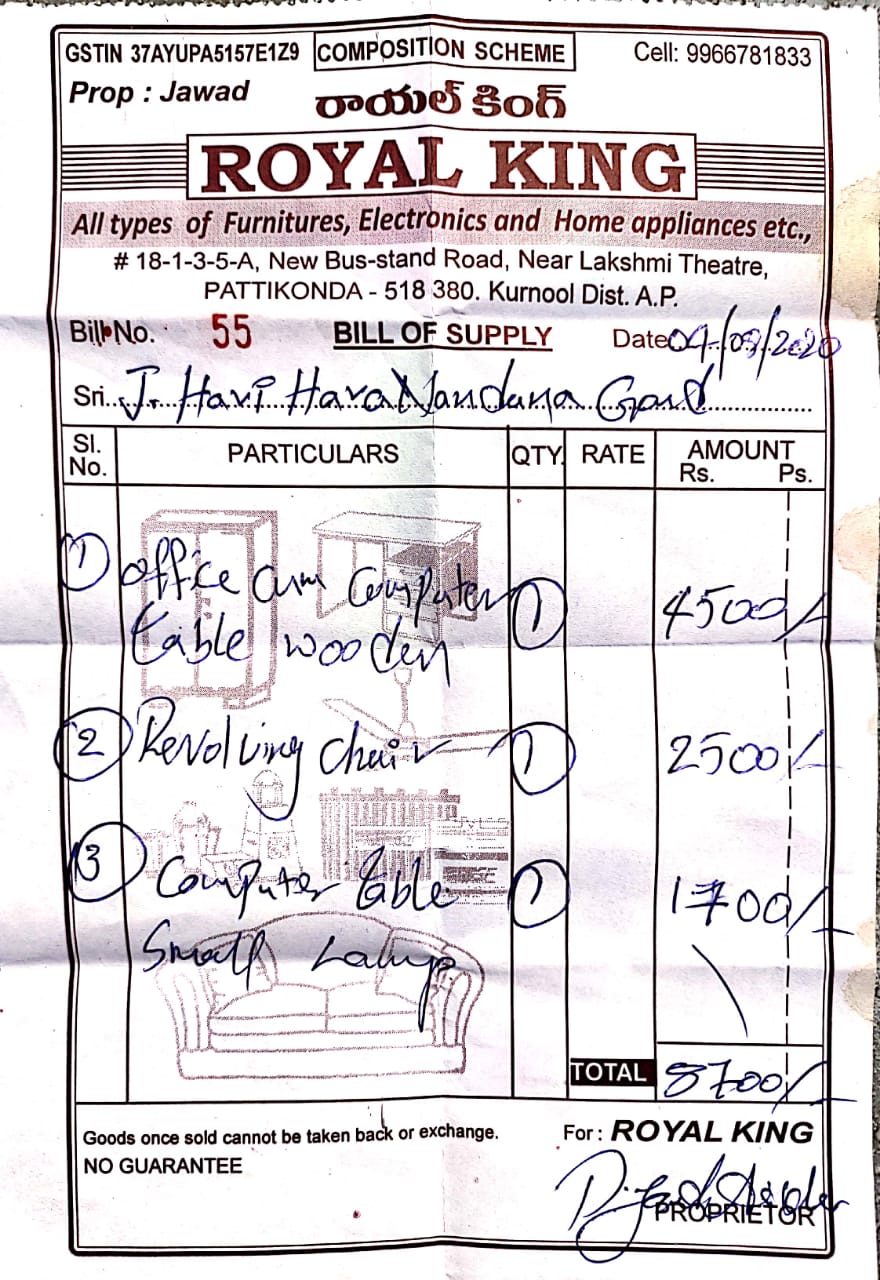 GSTIN 37AYUPA5157E1Z9 COMPOSITION SCHEME Cell: 9966781833
Prop : Jawad
రాయల్ కింగ్
ROYAL KING
All types of Furnitures, Electronics and Home appliances etc.,
# 18-1-3-5-A, New Bus-stand Road, Near Lakshmi Theatre,
PATTIKONDA - 518 380. Kurnool Dist. A.P.
Bill No. 55 BILL OF SUPPLY Date 04/09/2020
Sri. J. Hari Hara Nandana Goud
Sl. No. PARTICULARS QTY. RATE AMOUNT Rs. Ps.
1 Office cum Computer 1 4500/-
table wooden
2 Revolving chair 1 2500/-
3 Computer table 1 1700/-
Small Lamp
TOTAL 8700/-
Goods once sold cannot be taken back or exchange. For : ROYAL KING
NO GUARANTEE
PROPRIETOR